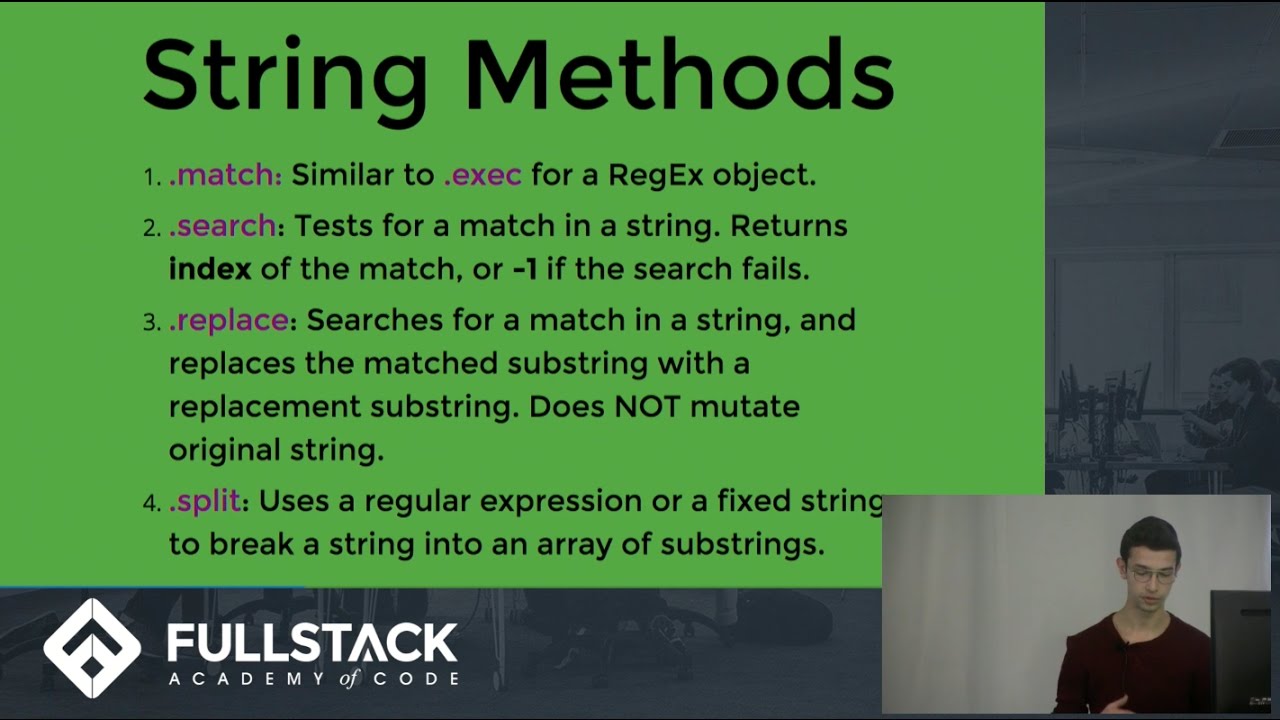 String Methods
1. .match: Similar to .exec for a RegEx object.
2. .search: Tests for a match in a string. Returns
index of the match, or -1 if the search fails.
3. .replace: Searches for a match in a string, and
replaces the matched substring with a
replacement substring. Does NOT mutate
original string.
4. .split: Uses a regular expression or a fixed string
to break a string into an array of substrings.
FULLSTACK
ACADEMY of CODE